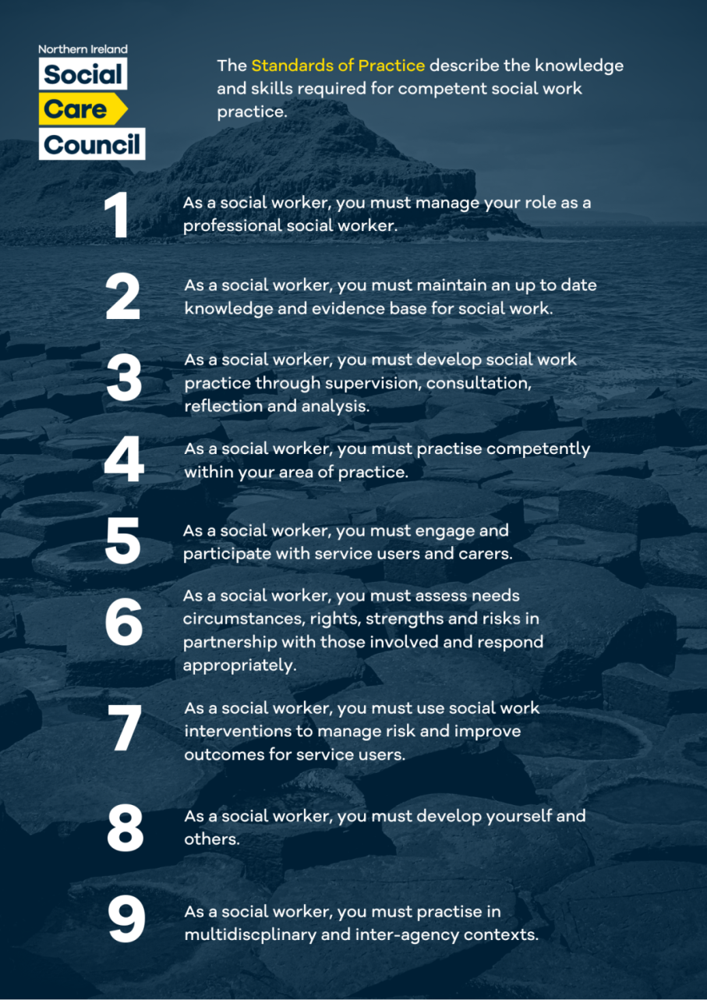 Northern Ireland
Social
Care
Council
The Standards of Practice describe the knowledge
and skills required for competent social work
practice.
1
As a social worker, you must manage your role as a
professional social worker.
2
As a social worker, you must maintain an up to date
knowledge and evidence base for social work.
3
As a social worker, you must develop social work
practice through supervision, consultation,
reflection and analysis.
4
As a social worker, you must practise competently
within your area of practice.
5
As a social worker, you must engage and
participate with service users and carers.
6
As a social worker, you must assess needs
circumstances, rights, strengths and risks in
partnership with those involved and respond
appropriately.
7
As a social worker, you must use social work
interventions to manage risk and improve
outcomes for service users.
8
As a social worker, you must develop yourself and
others.
9
As a social worker, you must practise in
multidiscplinary and inter-agency contexts.